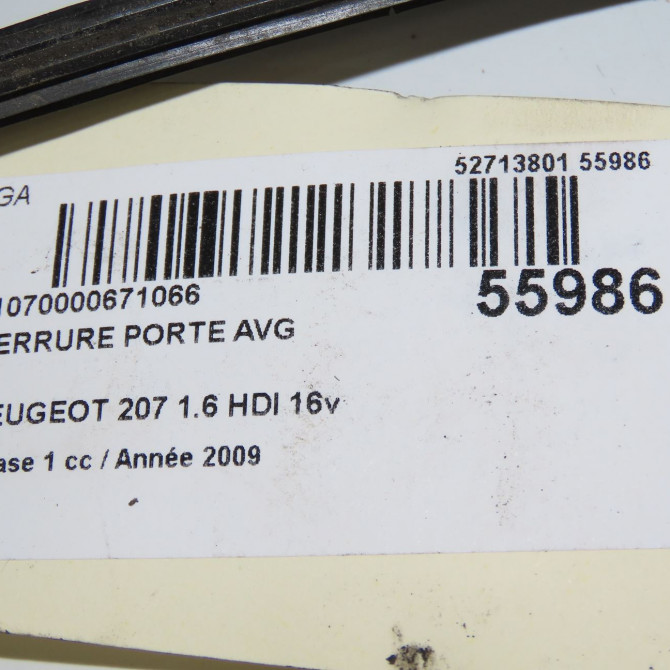 52713801 55986
GA
1070000671066
55986
ERRURE PORTE AVG
EUGEOT 207 1.6 HDI 16v
ase 1 cc / Année 2009